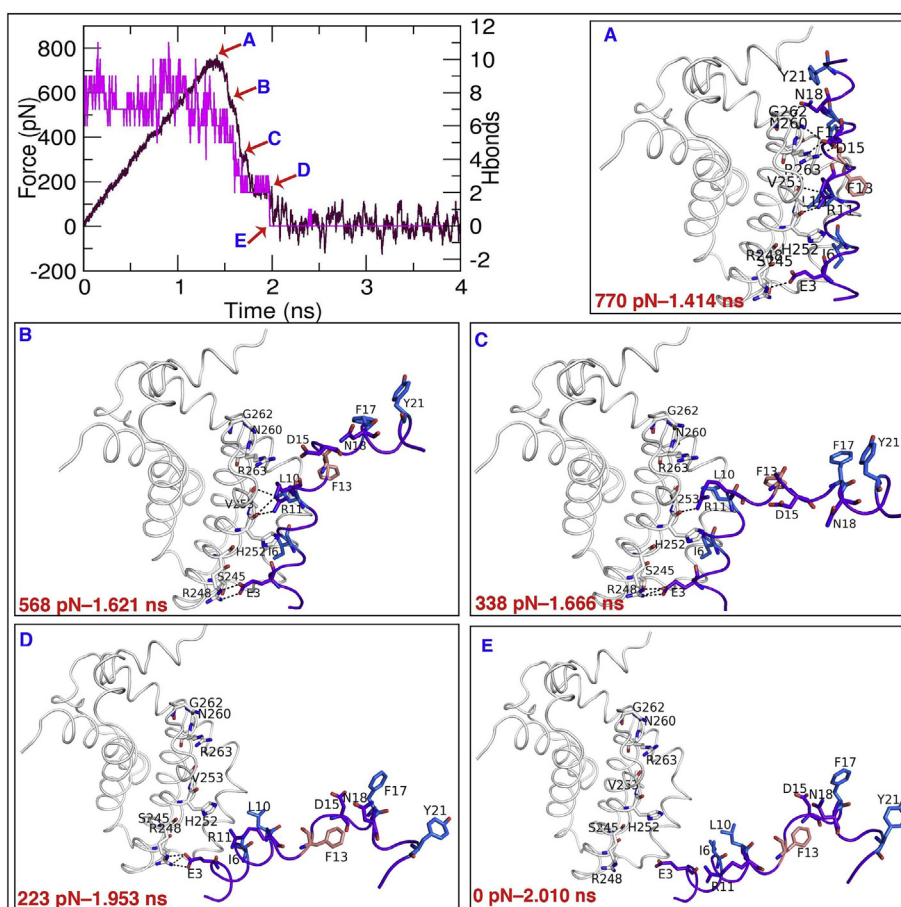 800
600
400
200
0
-200
Force (pN)
0
1
2
3
4
Time (ns)
12
10
8
6
4
2
0
-2
Hbonds
A
B
C
D
E
A
Y21
N18
G262
N260
D15
R263
F13
R11
H252
I6
R248
S245
E3
770 pN–1.414 ns
B
Y21
F17
G262
N260
D15
N18
R263
L10
F13
V253
R11
H252
I6
S245
R248
E3
568 pN–1.621 ns
C
G262
N260
F17
Y21
R263
L10
F13
V253
R11
D15
N18
H252
I6
S245
R248
E3
338 pN–1.666 ns
D
G262
N260
R263
F17
V253
D15
N18
Y21
L10
S245
H252
R248
R11
F13
I6
E3
223 pN–1.953 ns
E
G262
N260
R263
F17
V253
D15
N18
Y21
S245
H252
L10
I6
F13
R248
E3
R11
0 pN–2.010 ns